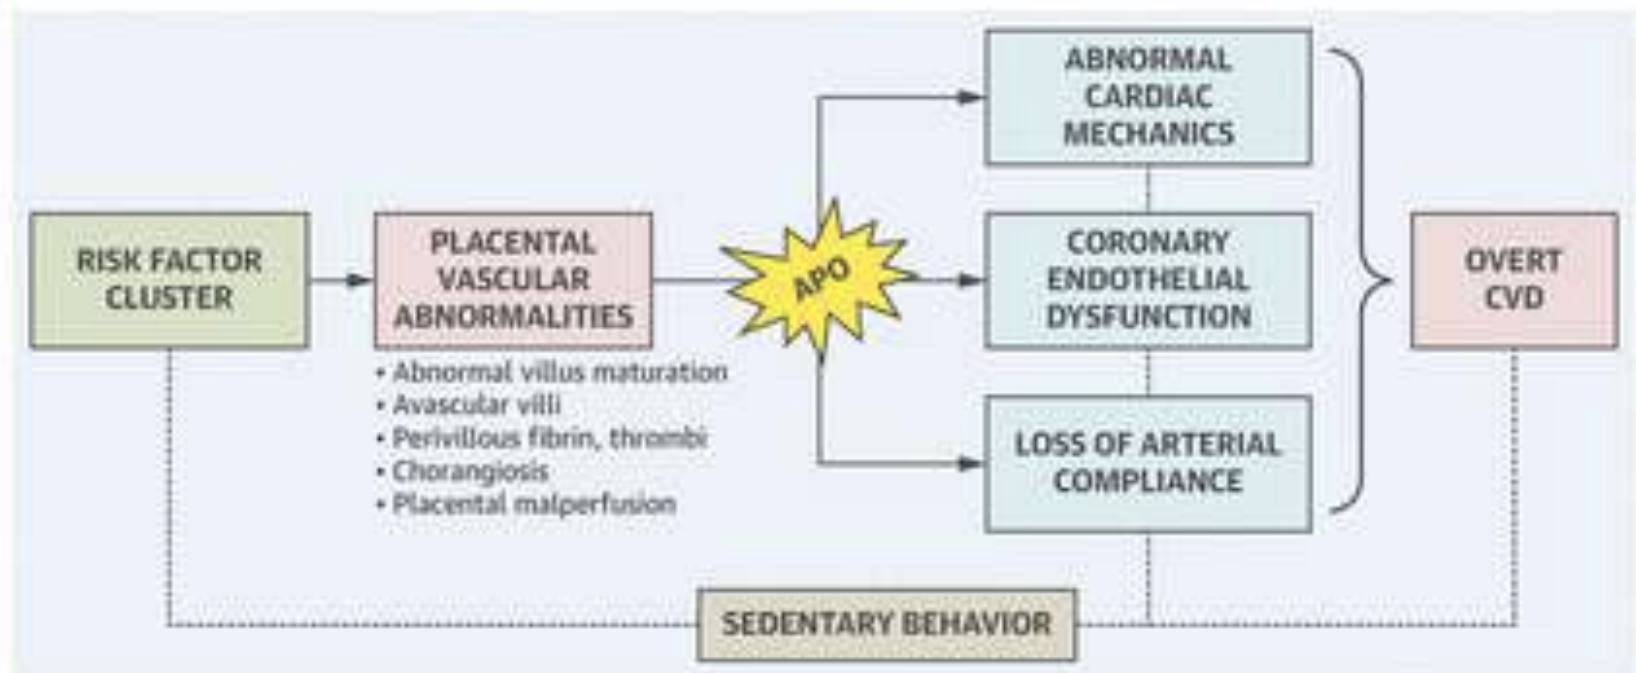 RISK FACTOR
CLUSTER
PLACENTAL
VASCULAR
ABNORMALITIES
• Abnormal villus maturation
• Avascular villi
• Perivillous fibrin, thrombi
• Chorangiosis
• Placental malperfusion
APO
ABNORMAL
CARDIAC
MECHANICS
CORONARY
ENDOTHELIAL
DYSFUNCTION
LOSS OF ARTERIAL
COMPLIANCE
OVERT
CVD
SEDENTARY BEHAVIOR